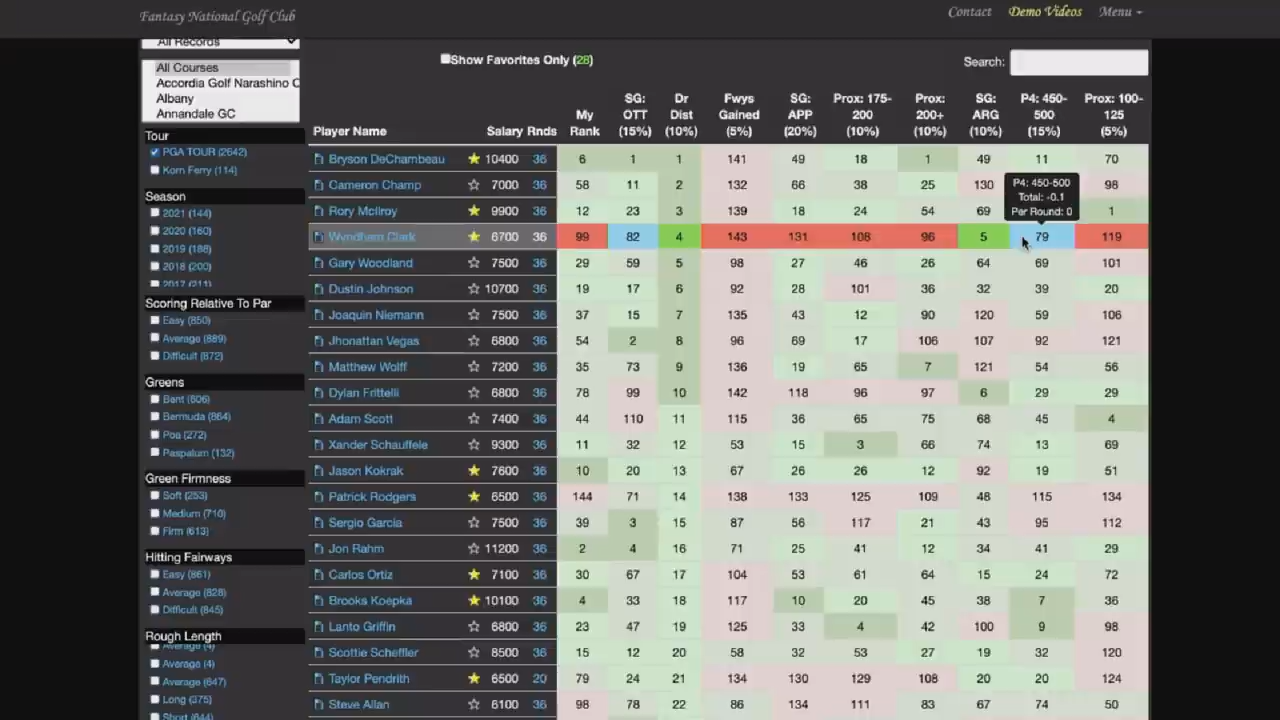 Fantasy National Golf Club
Contact Demo Videos Menu
All Records
All Courses
Accordia Golf Narashino C
Albany
Annandale GC
Tour
PGA TOUR (2642)
Korn Ferry (114)
Season
2021 (144)
2020 (160)
2019 (188)
2018 (200)
2017 (211)
Scoring Relative To Par
Easy (850)
Average (889)
Difficult (872)
Greens
Bent (806)
Bermuda (864)
Poa (272)
Paspalum (132)
Green Firmness
Soft (253)
Medium (710)
Firm (613)
Hitting Fairways
Easy (861)
Average (828)
Difficult (845)
Rough Length
Average (4)
Average (4)
Average (647)
Long (375)
Short (644)
Show Favorites Only (28)
Search:
Player Name Salary Rnds My Rank SG: OTT (15%) Dr Dist (10%) Fwys Gained (5%) SG: APP (20%) Prox: 175-200 (10%) Prox: 200+ (10%) SG: ARG (10%) P4: 450-500 (15%) Prox: 100-125 (5%)
Bryson DeChambeau 10400 36 6 1 1 141 49 18 1 49 11 70
Cameron Champ 7000 36 58 11 2 132 66 38 25 130 98
P4: 450-500
Total: -0.1
Per Round: 0
Rory McIlroy 9900 36 12 23 3 139 18 24 54 69 1
Wyndham Clark 6700 36 99 82 4 143 131 108 96 5 79 119
Gary Woodland 7500 36 29 59 5 98 27 46 26 64 69 101
Dustin Johnson 10700 36 19 17 6 92 28 101 36 32 39 20
Joaquin Niemann 7500 36 37 15 7 135 43 12 90 120 59 106
Jhonattan Vegas 6800 36 54 2 8 96 69 17 106 107 92 121
Matthew Wolff 7200 36 35 73 9 136 19 65 7 121 54 56
Dylan Frittelli 6800 36 78 99 10 142 118 96 97 6 29 29
Adam Scott 7400 36 44 110 11 115 36 65 75 68 45 4
Xander Schauffele 9300 36 11 32 12 53 15 3 66 74 13 69
Jason Kokrak 7600 36 10 20 13 67 26 26 12 92 19 51
Patrick Rodgers 6500 36 144 71 14 138 133 125 109 48 115 134
Sergio Garcia 7500 36 39 3 15 87 56 117 21 43 95 112
Jon Rahm 11200 36 2 4 16 71 25 41 12 34 41 29
Carlos Ortiz 7100 36 30 67 17 104 53 61 64 15 24 72
Brooks Koepka 10100 36 4 33 18 117 10 20 45 38 7 36
Lanto Griffin 6800 36 23 47 19 125 33 4 42 100 9 98
Scottie Scheffler 8500 36 15 12 20 58 32 53 27 19 32 120
Taylor Pendrith 6500 20 79 24 21 134 130 129 108 20 20 124
Steve Allan 6100 36 98 78 22 86 134 111 83 67 74 50